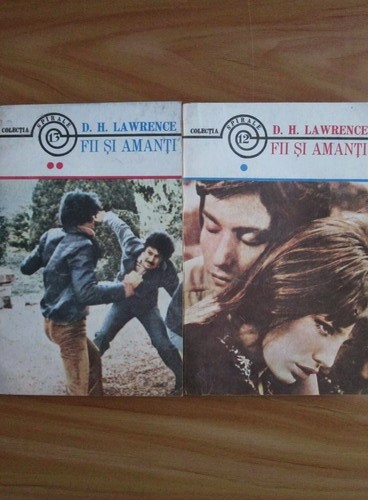 COLECȚIA
SPIRALE
13
D. H. LAWRENCE
FII ȘI AMANȚI
COLECȚIA
SPIRALE
12
D. H. LAWRENCE
FII ȘI AMANȚI